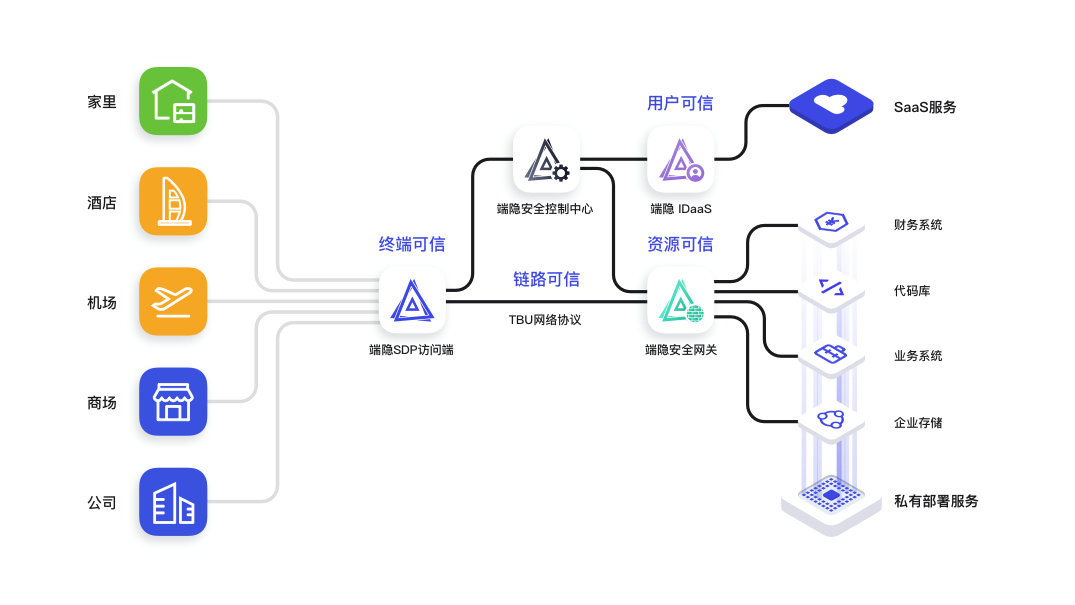 家里
酒店
机场
商场
公司
终端可信
端隐SDP访问端
端隐安全控制中心
链路可信
TBU网络协议
用户可信
端隐 IDaaS
资源可信
端隐安全网关
SaaS服务
财务系统
代码库
业务系统
企业存储
私有部署服务